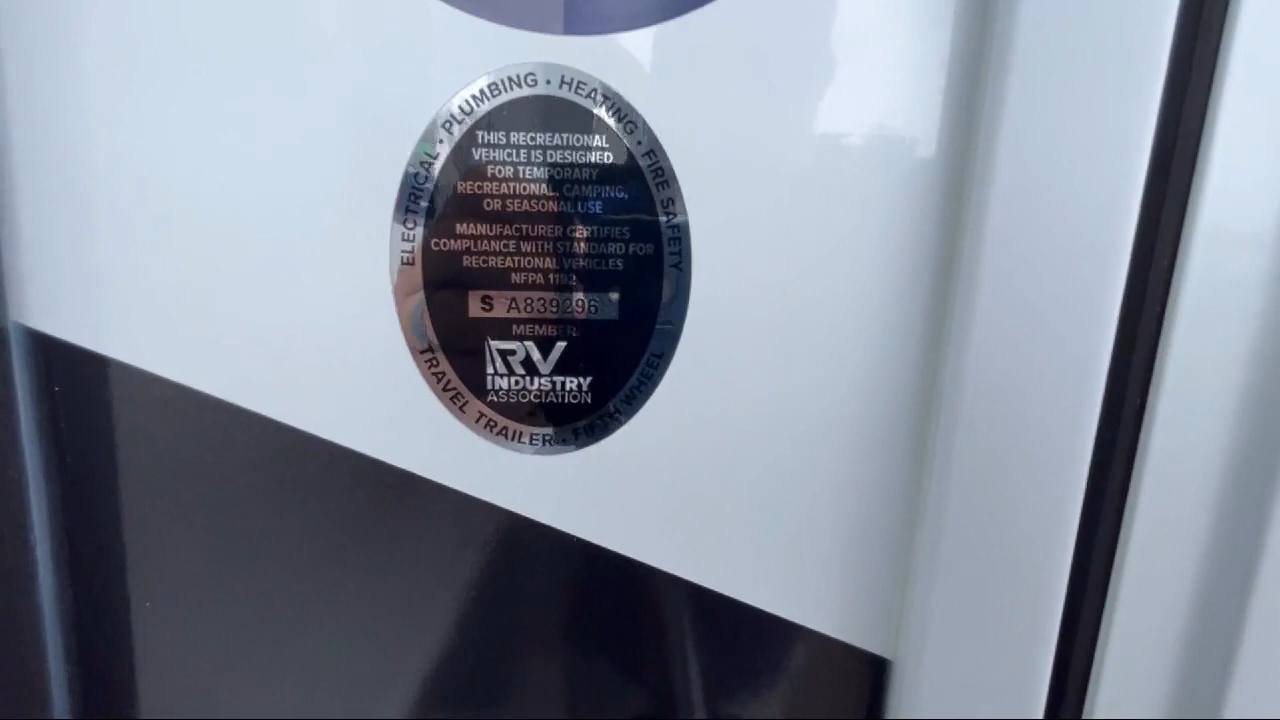 ELECTRICAL • PLUMBING • HEATING • FIRE SAFETY
THIS RECREATIONAL
VEHICLE IS DESIGNED
FOR TEMPORARY
RECREATIONAL, CAMPING,
OR SEASONAL USE
MANUFACTURER CERTIFIES
COMPLIANCE WITH STANDARD FOR
RECREATIONAL VEHICLES
NFPA 1192
S A839296
MEMBER
RV
INDUSTRY
ASSOCIATION
TRAVEL TRAILER • FIFTH WHEEL